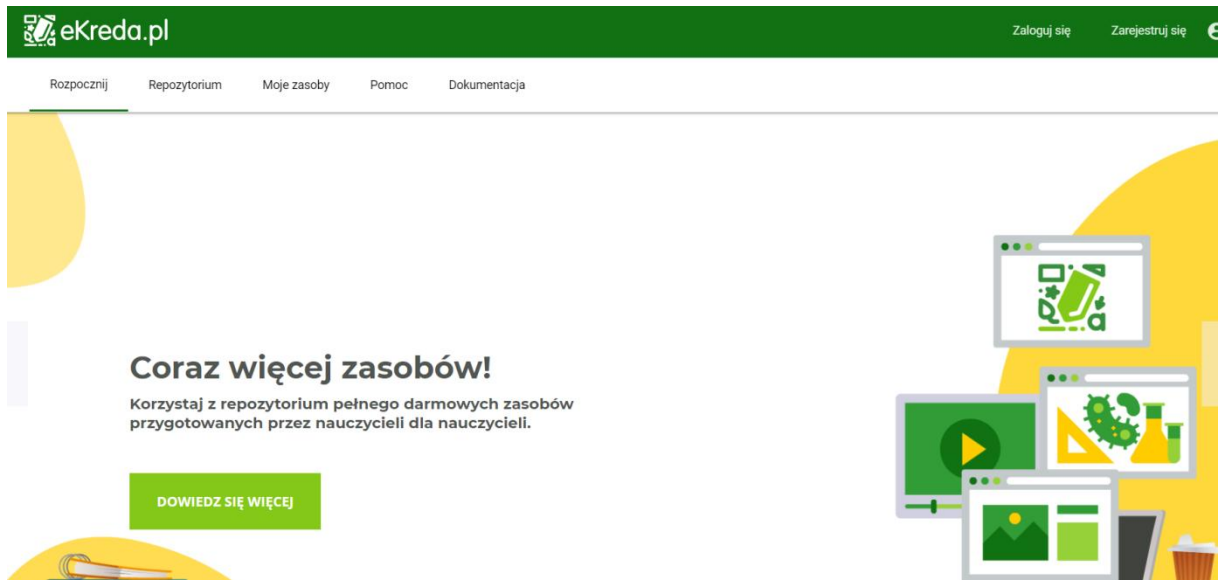 eKreda.pl
Zaloguj się
Zarejestruj się
Rozpocznij
Repozytorium
Moje zasoby
Pomoc
Dokumentacja
Coraz więcej zasobów!
Korzystaj z repozytorium pełnego darmowych zasobów
przygotowanych przez nauczycieli dla nauczycieli.
DOWIEDZ SIĘ WIĘCEJ